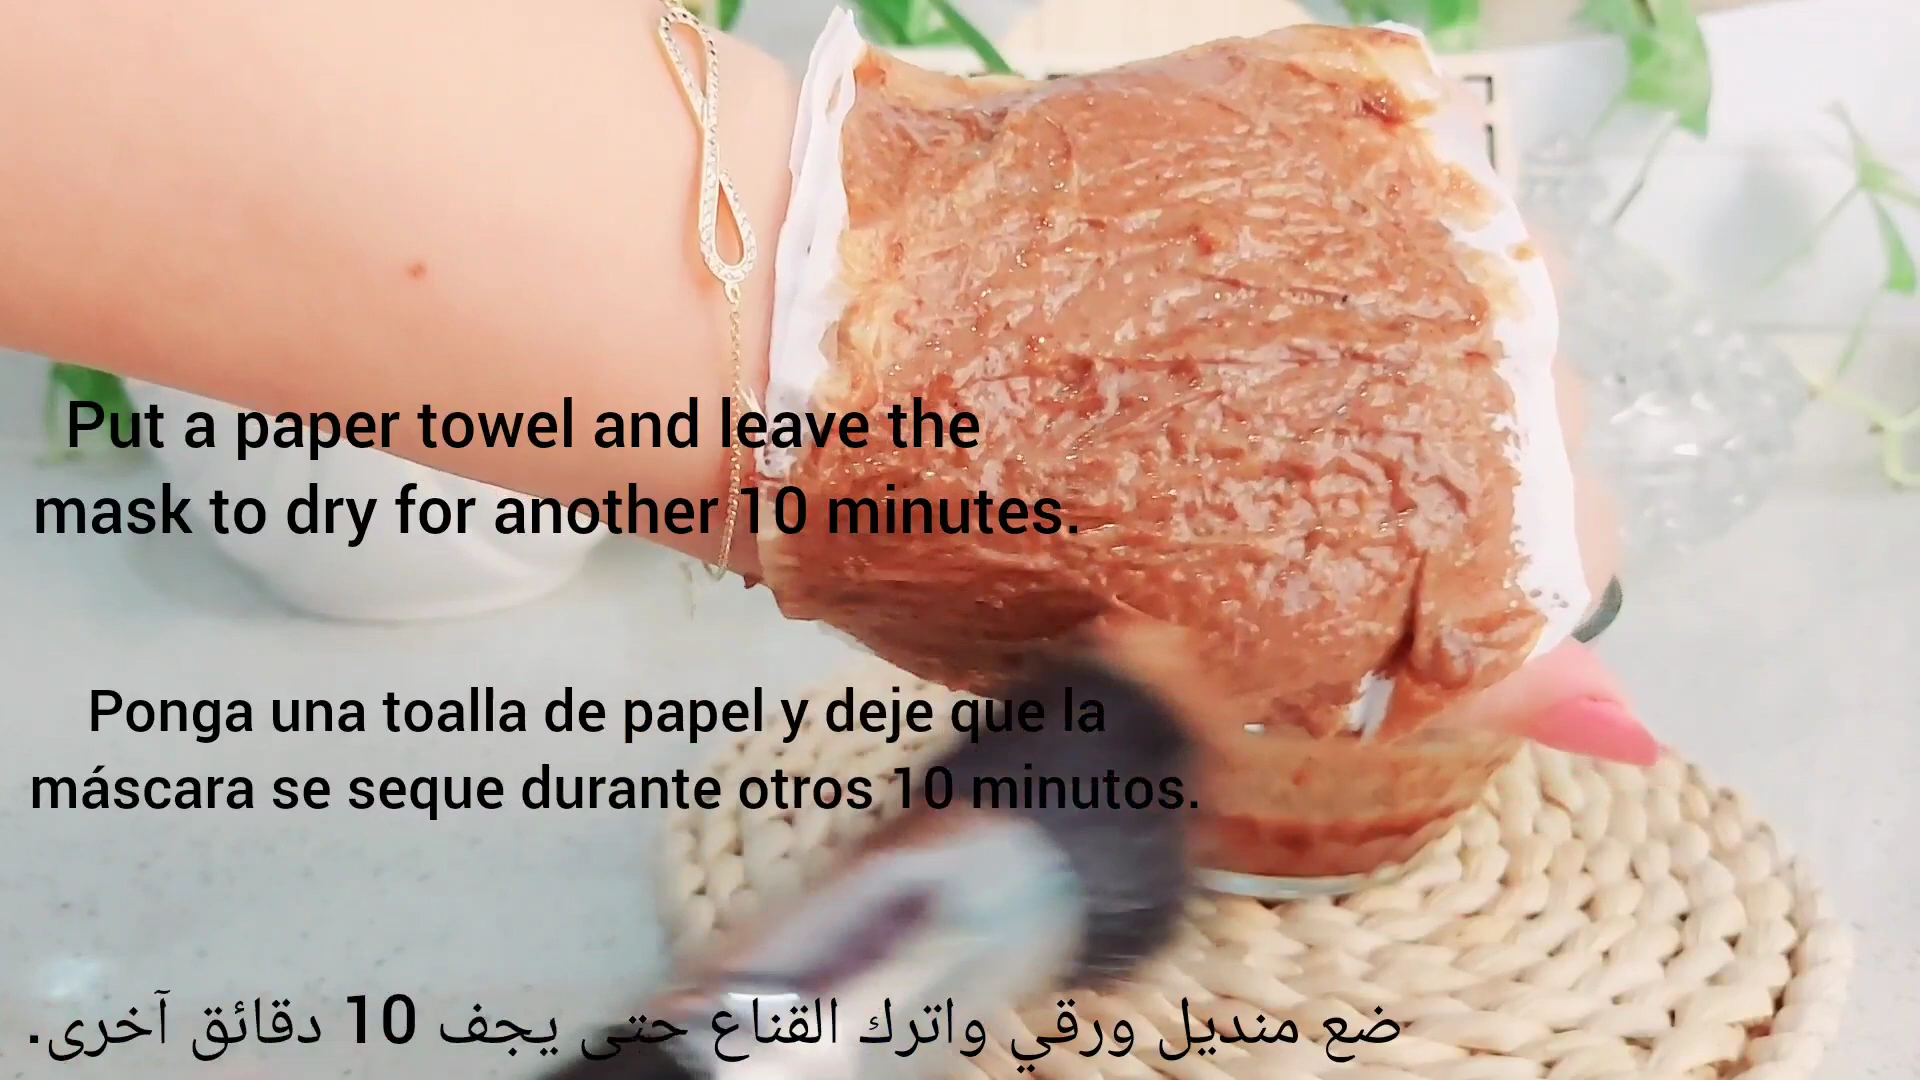 Put a paper towel and leave the
mask to dry for another 10 minutes.
Ponga una toalla de papel y deje que la
máscara se seque durante otros 10 minutos.
ضع منديل ورقي واترك القناع حتى يجف 10 دقائق آخرى.